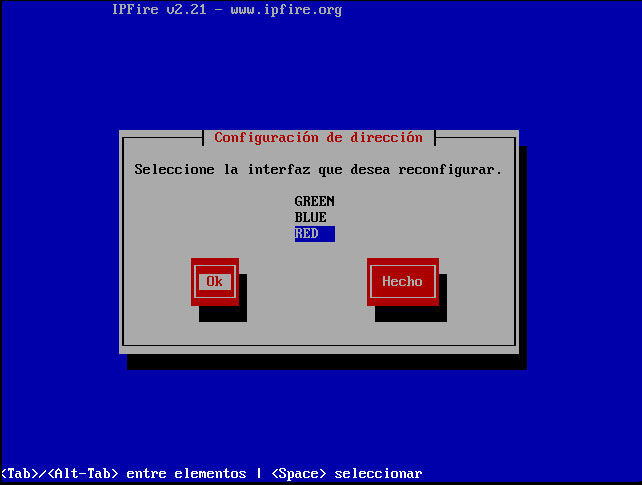 IPFire v2.21 - www.ipfire.org
Configuración de dirección
Seleccione la interfaz que desea reconfigurar.
GREEN
BLUE
RED
Ok
Hecho
<Tab>/<Alt-Tab> entre elementos | <Space> seleccionar